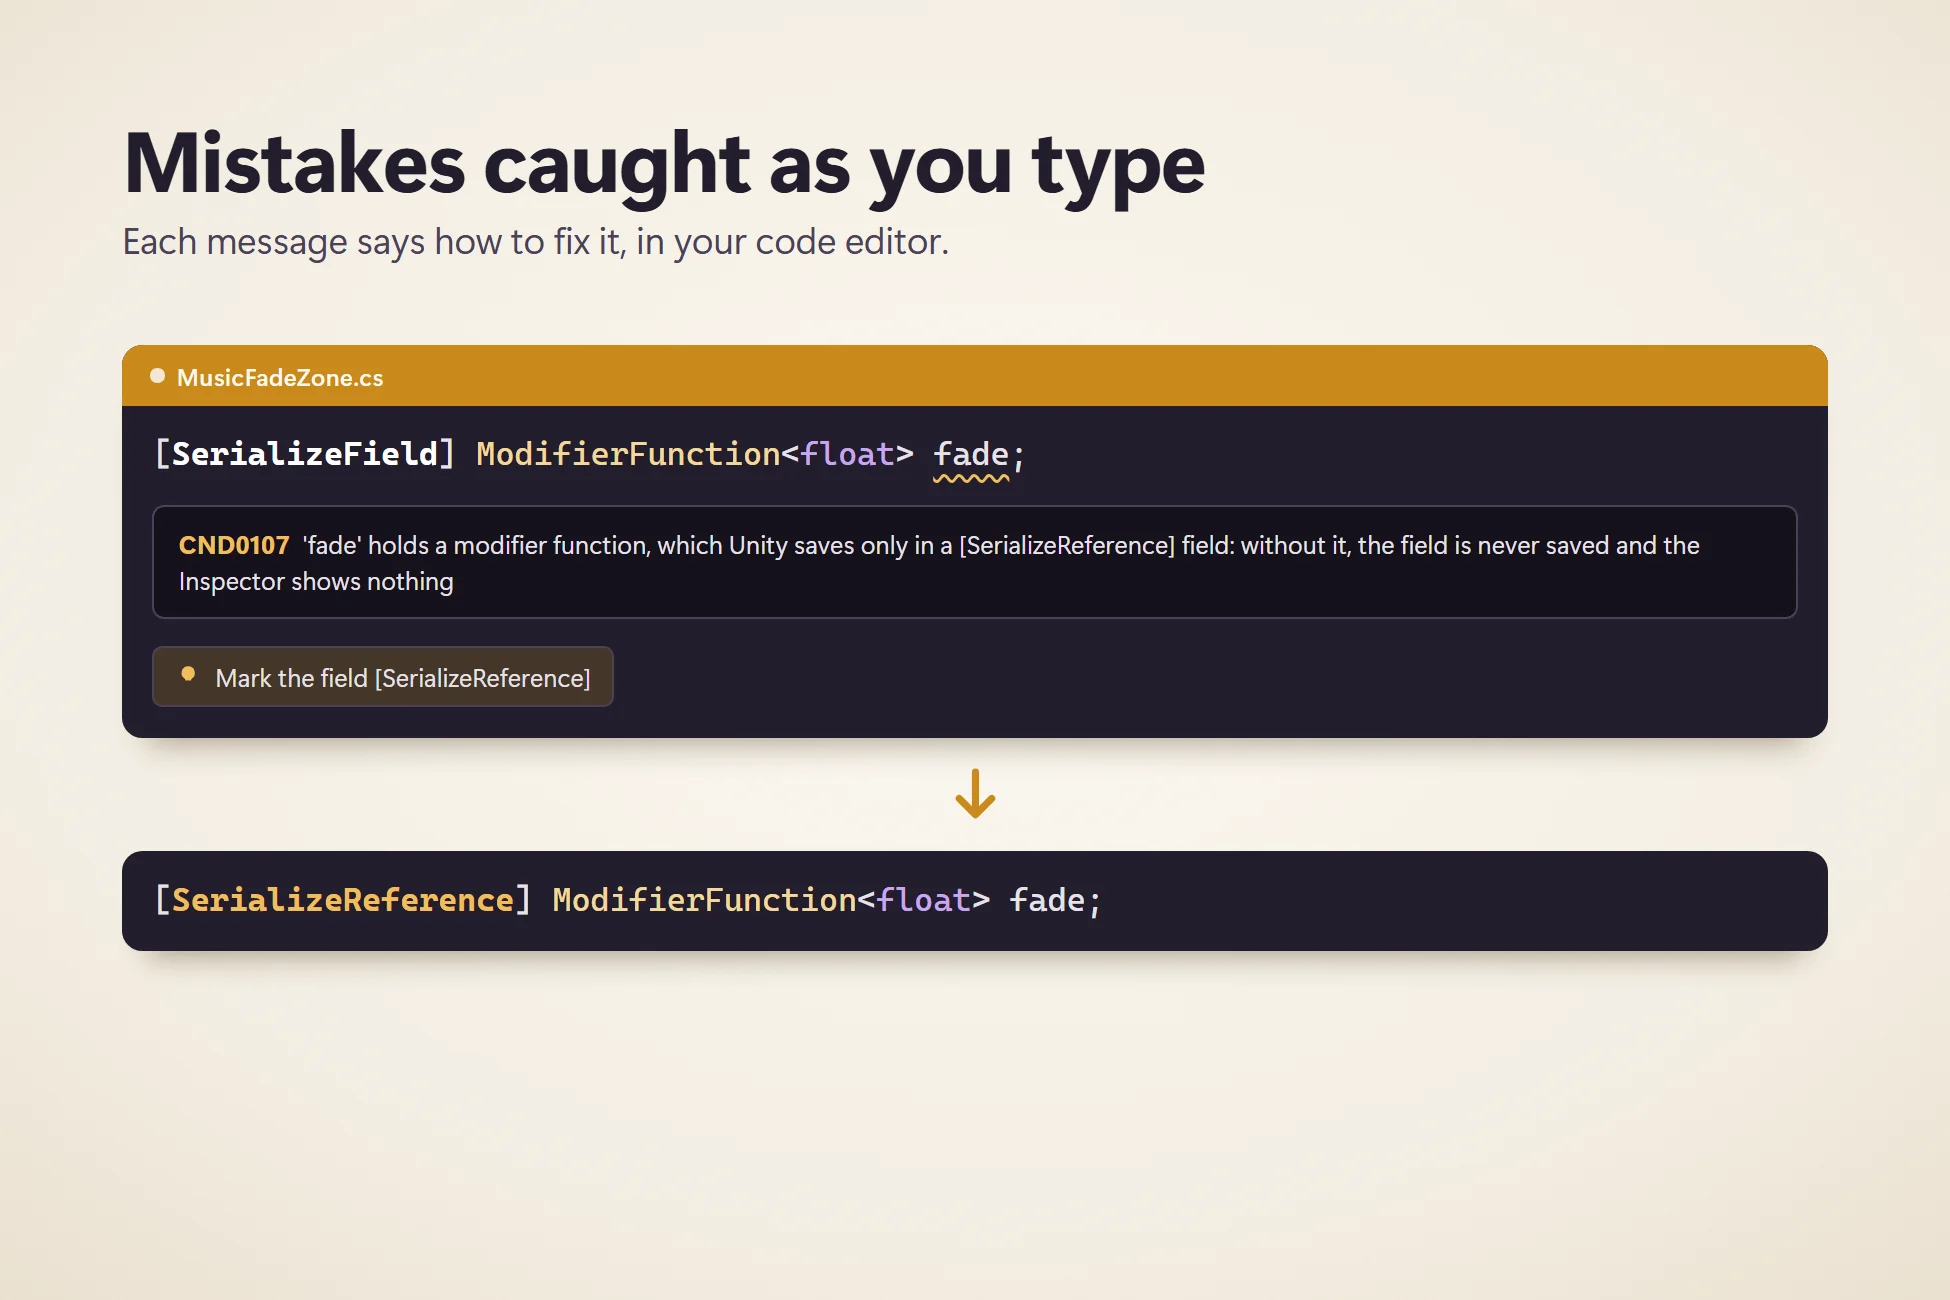 Mistakes caught as you type
Each message says how to fix it, in your code editor.
MusicFadeZone.cs
[SerializeField] ModifierFunction<float> fade;
CND0107 'fade' holds a modifier function, which Unity saves only in a [SerializeReference] field: without it, the field is never saved and the
Inspector shows nothing
Mark the field [SerializeReference]
[SerializeReference] ModifierFunction<float> fade;